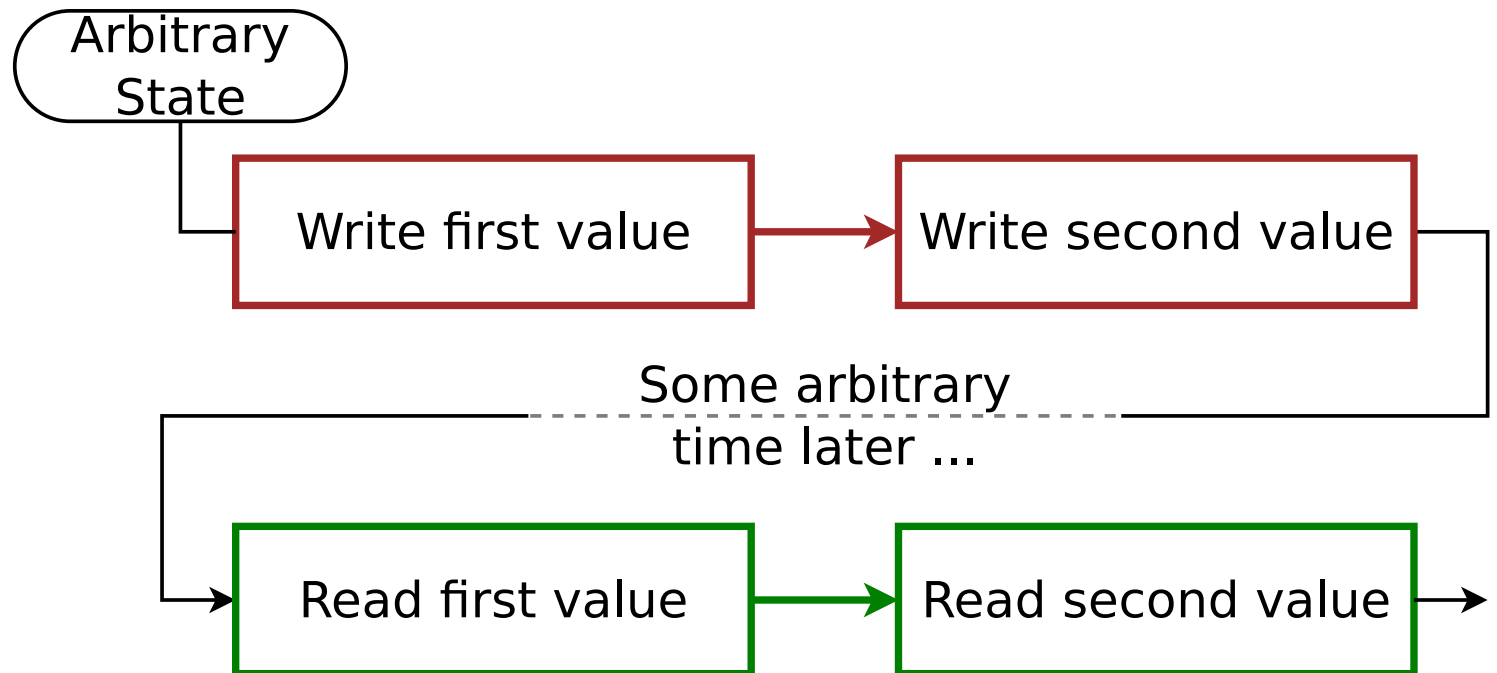 Arbitrary
State
Write first value
Write second value
Some arbitrary
time later ...
Read first value
Read second value